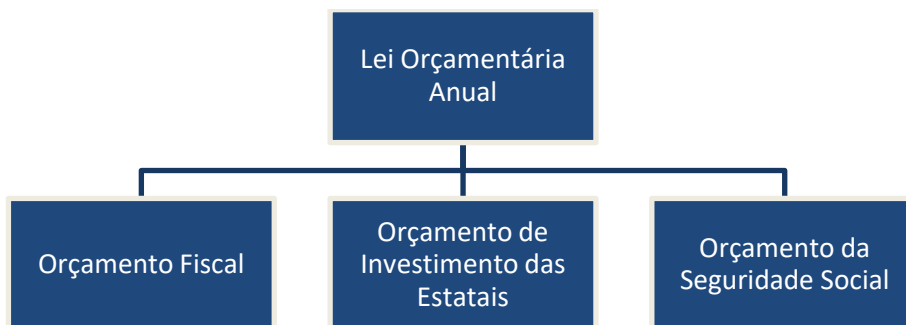 Lei Orçamentária
Anual
Orçamento Fiscal
Orçamento de
Investimento das
Estatais
Orçamento da
Seguridade Social